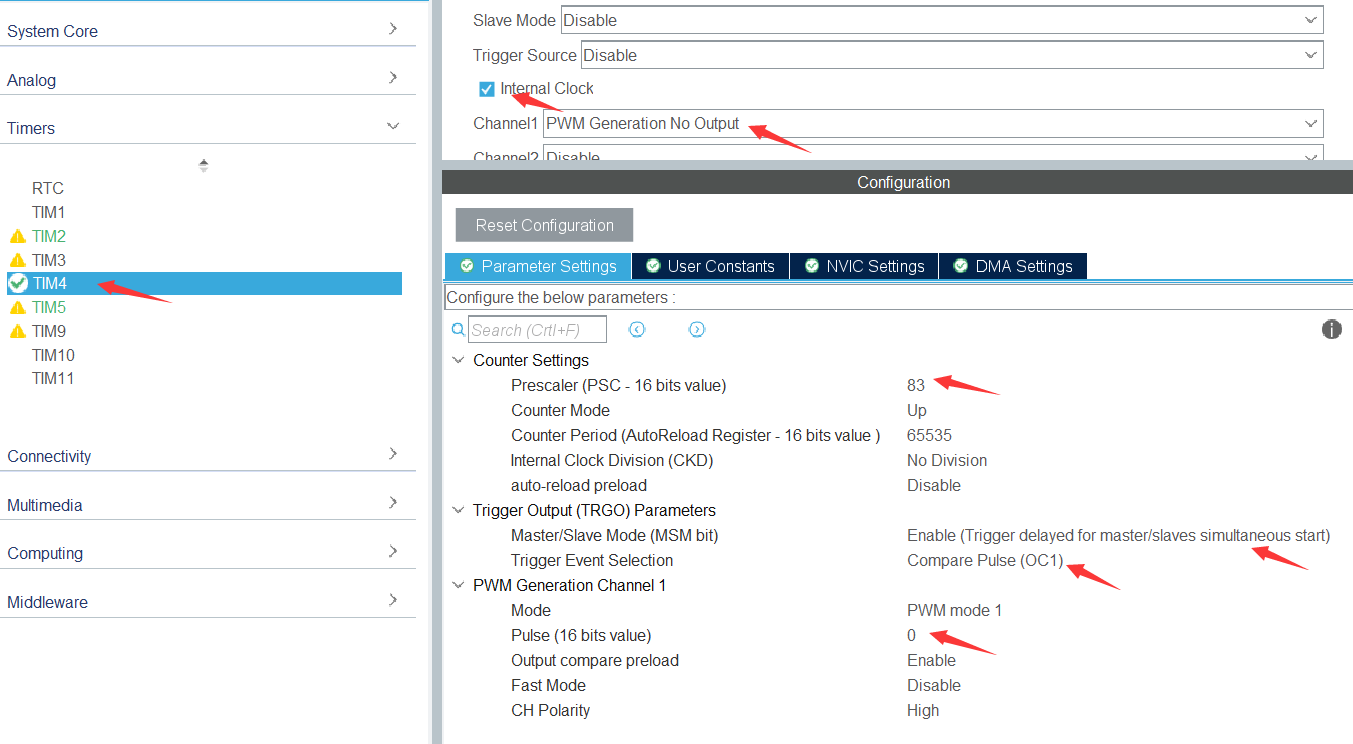 System Core
Analog
Timers
RTC
TIM1
TIM2
TIM3
TIM4
TIM5
TIM9
TIM10
TIM11
Connectivity
Multimedia
Computing
Middleware
Slave Mode Disable
Trigger Source Disable
Internal Clock
Channel1 PWM Generation No Output
Channel2 Disable
Configuration
Reset Configuration
Parameter Settings User Constants NVIC Settings DMA Settings
Configure the below parameters :
Search (Crtl+F)
Counter Settings
Prescaler (PSC - 16 bits value) 83
Counter Mode Up
Counter Period (AutoReload Register - 16 bits value ) 65535
Internal Clock Division (CKD) No Division
auto-reload preload Disable
Trigger Output (TRGO) Parameters
Master/Slave Mode (MSM bit) Enable (Trigger delayed for master/slaves simultaneous start)
Trigger Event Selection Compare Pulse (OC1)
PWM Generation Channel 1
Mode PWM mode 1
Pulse (16 bits value) 0
Output compare preload Enable
Fast Mode Disable
CH Polarity High